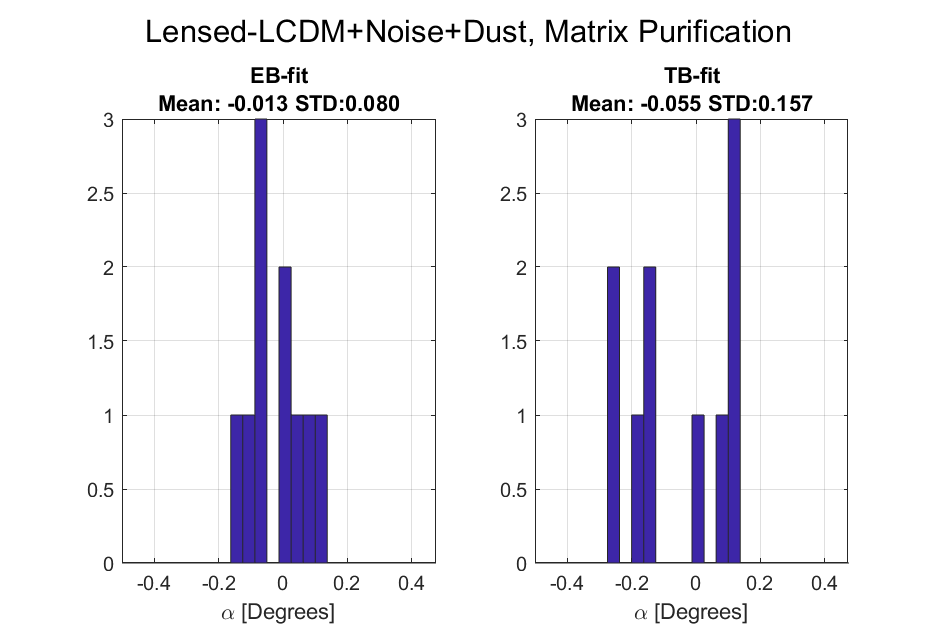 Lensed-LCDM+Noise+Dust, Matrix Purification
EB-fit
Mean: -0.013 STD:0.080
3
2.5
2
1.5
1
0.5
0
-0.4 -0.2 0 0.2 0.4
α [Degrees]
TB-fit
Mean: -0.055 STD:0.157
3
2.5
2
1.5
1
0.5
0
-0.4 -0.2 0 0.2 0.4
α [Degrees]